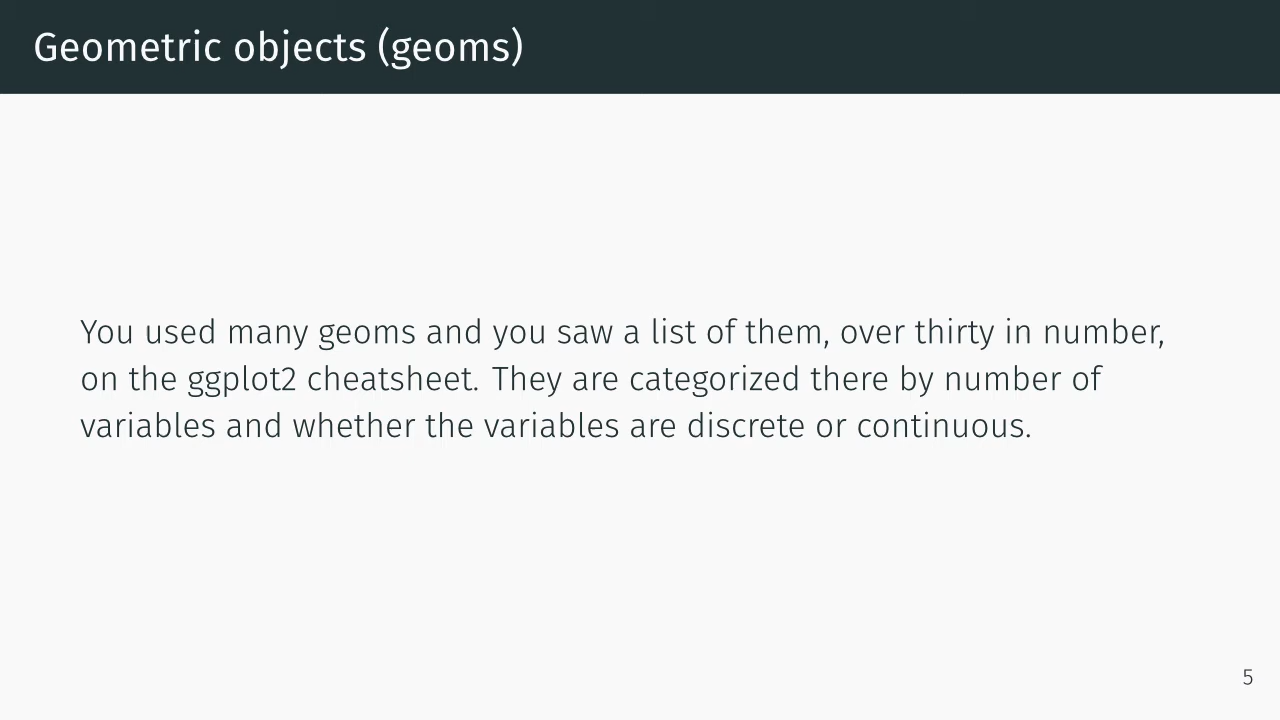 Geometric objects (geoms)
You used many geoms and you saw a list of them, over thirty in number,
on the ggplot2 cheatsheet. They are categorized there by number of
variables and whether the variables are discrete or continuous.
5